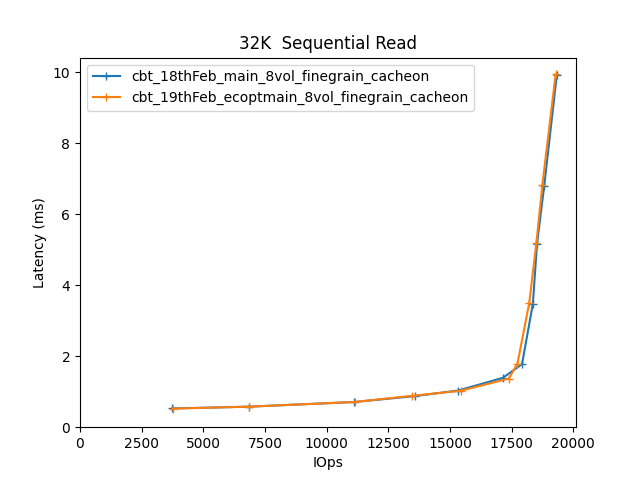 32K  Sequential Read
cbt_18thFeb_main_8vol_finegrain_cacheon
cbt_19thFeb_ecoptmain_8vol_finegrain_cacheon
Latency (ms)
10
8
6
4
2
0
0 2500 5000 7500 10000 12500 15000 17500 20000
IOps